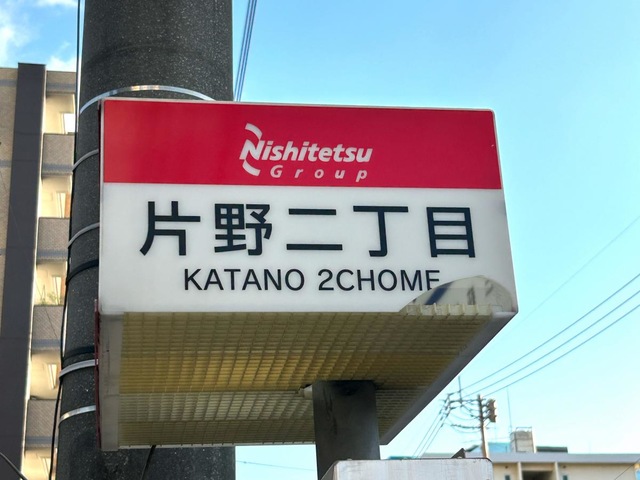 Nishitetsu
Group
片野二丁目
KATANO 2CHOME